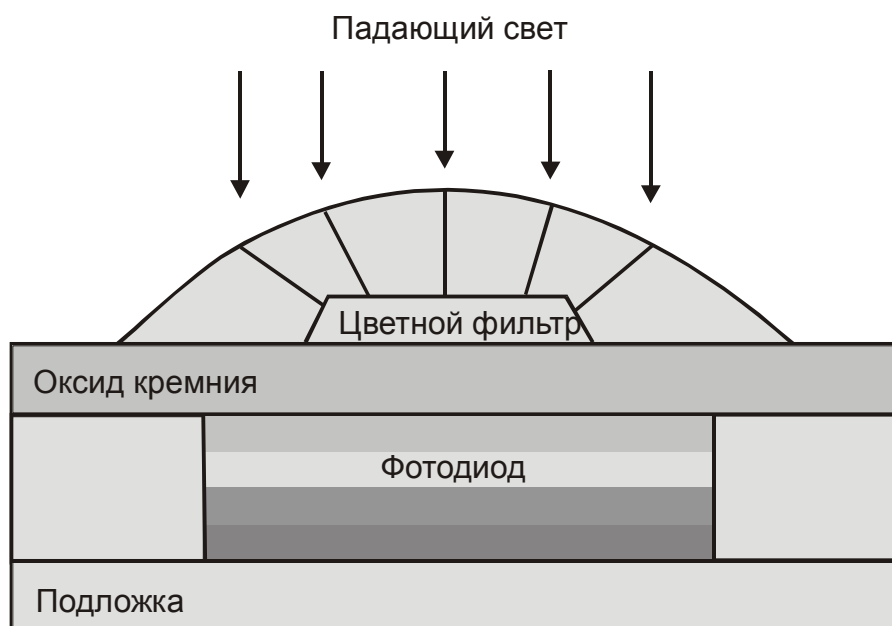 Падающий свет
Цветной фильтр
Оксид кремния
Фотодиод
Подложка